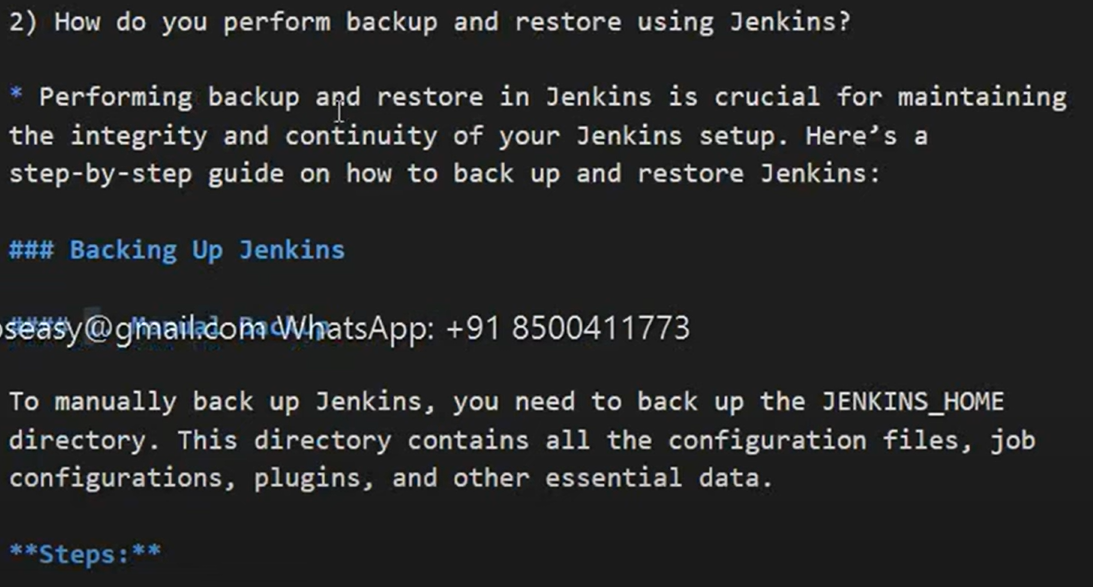 2) How do you perform backup and restore using Jenkins?
* Performing backup and restore in Jenkins is crucial for maintaining
the integrity and continuity of your Jenkins setup. Here’s a
step-by-step guide on how to back up and restore Jenkins:
### Backing Up Jenkins
#### Manual Backup
oseasy@gmail.com WhatsApp: +91 8500411773
To manually back up Jenkins, you need to back up the JENKINS_HOME
directory. This directory contains all the configuration files, job
configurations, plugins, and other essential data.
**Steps:**